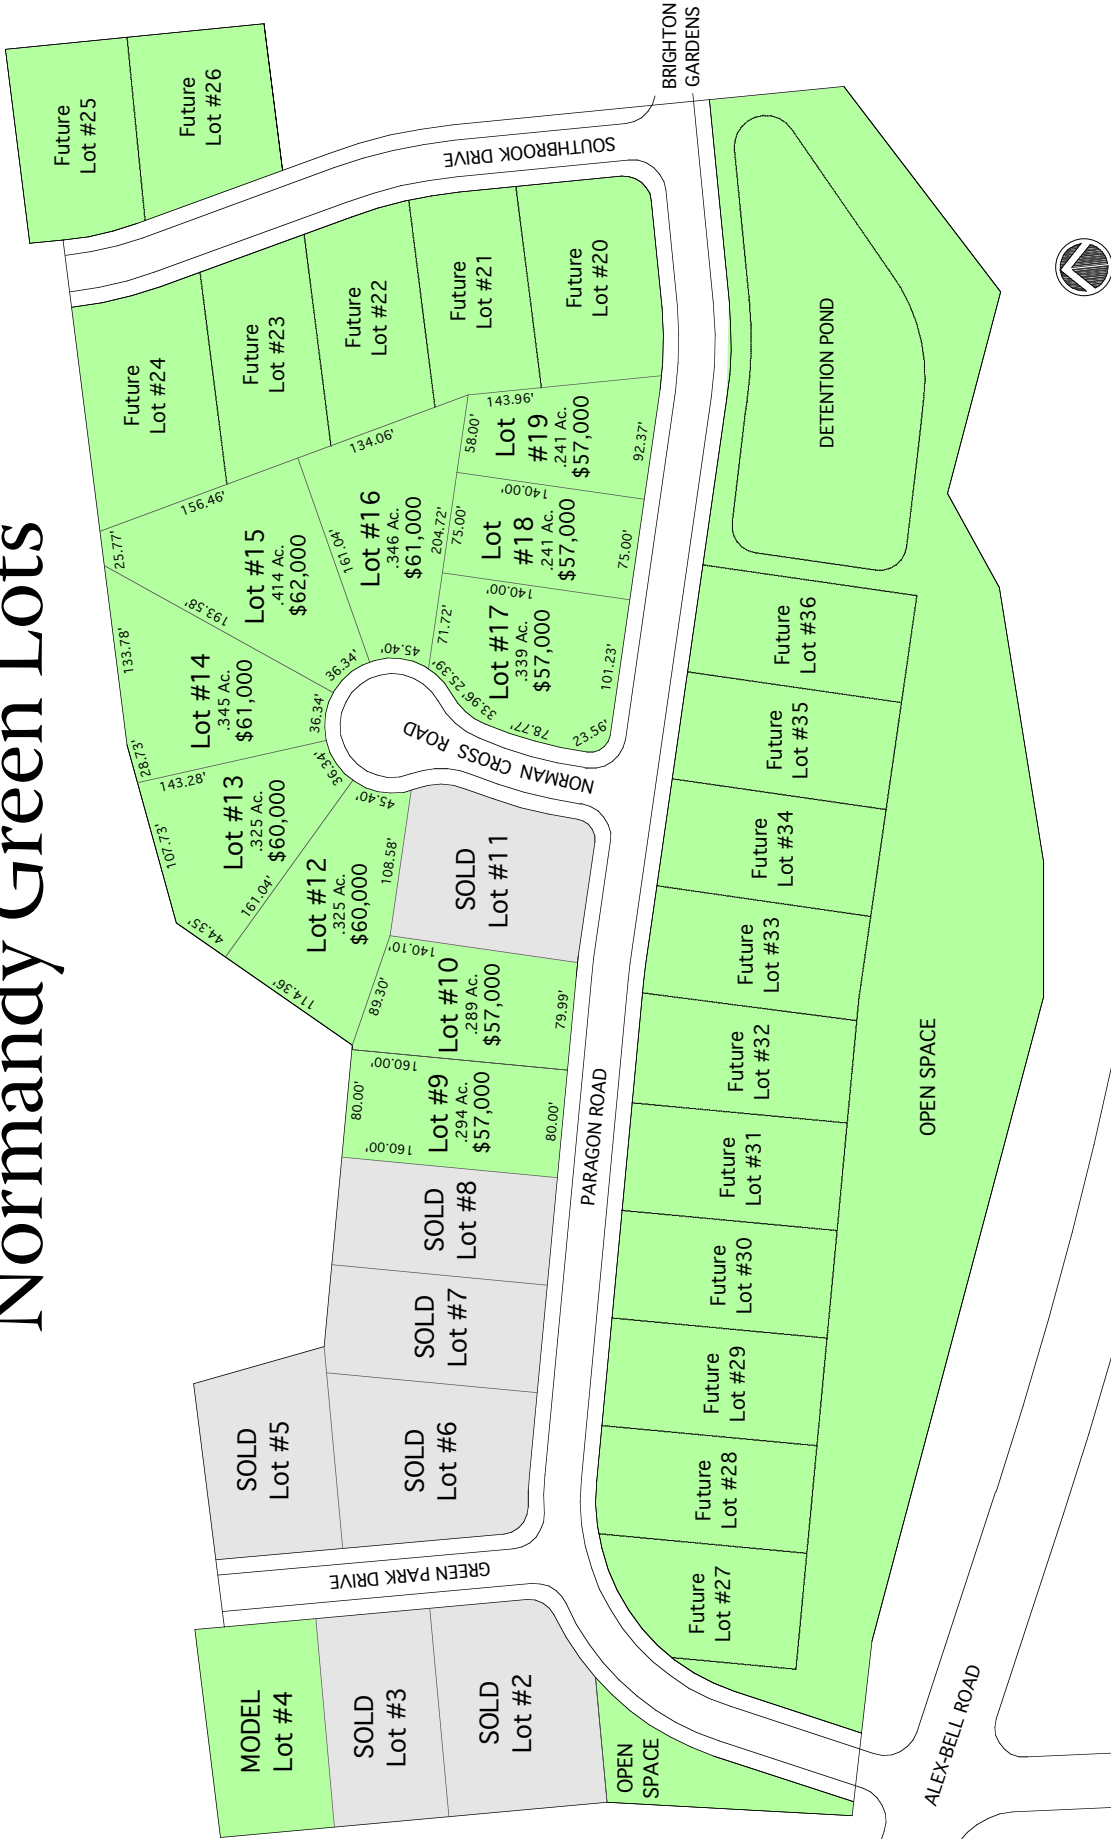 Normandy Green Lots
Future
Lot #25
Future
Lot #26
BRIGHTON
GARDENS
SOUTHBROOK DRIVE
Future
Lot #24
Future
Lot #23
Future
Lot #22
Future
Lot #21
Future
Lot #20
DETENTION POND
25.77'
156.46'
Lot #15
.414 Ac.
$62,000
193.58'
134.06'
161.04'
Lot #16
.346 Ac.
$61,000
204.72'
45.40'
36.34'
58.00'
143.96'
Lot
#19
.241 Ac.
$57,000
92.37'
140.00'
75.00'
Lot
#18
.241 Ac.
$57,000
75.00'
140.00'
71.72'
Lot #17
.339 Ac.
$57,000
101.23'
25.39'
33.96'
78.77'
23.56'
133.78'
28.73'
Lot #14
.345 Ac.
$61,000
36.34'
143.28'
107.73'
Lot #13
.325 Ac.
$60,000
36.34'
44.35'
161.04'
Lot #12
.325 Ac.
$60,000
45.40'
108.58'
114.36'
NORMAN CROSS ROAD
SOLD
Lot #11
140.10'
89.30'
Lot #10
.289 Ac.
$57,000
79.99'
160.00'
80.00'
Lot #9
.294 Ac.
$57,000
80.00'
160.00'
SOLD
Lot #8
SOLD
Lot #7
SOLD
Lot #6
SOLD
Lot #5
PARAGON ROAD
GREEN PARK DRIVE
MODEL
Lot #4
SOLD
Lot #3
SOLD
Lot #2
OPEN
SPACE
Future
Lot #36
Future
Lot #35
Future
Lot #34
Future
Lot #33
Future
Lot #32
Future
Lot #31
Future
Lot #30
Future
Lot #29
Future
Lot #28
Future
Lot #27
OPEN SPACE
ALEX-BELL ROAD